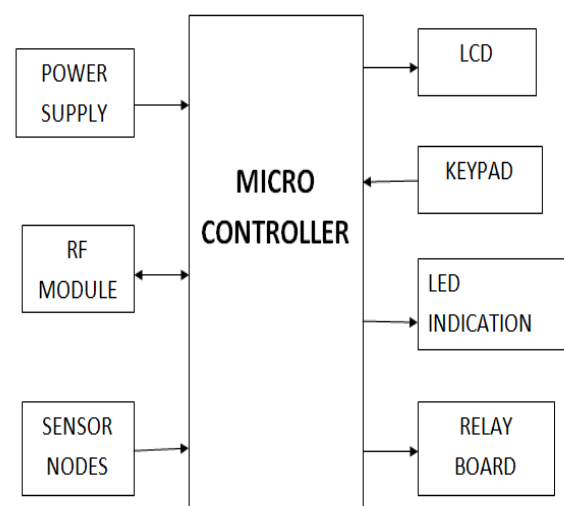 POWER
SUPPLY
RF
MODULE
SENSOR
NODES
MICRO
CONTROLLER
LCD
KEYPAD
LED
INDICATION
RELAY
BOARD